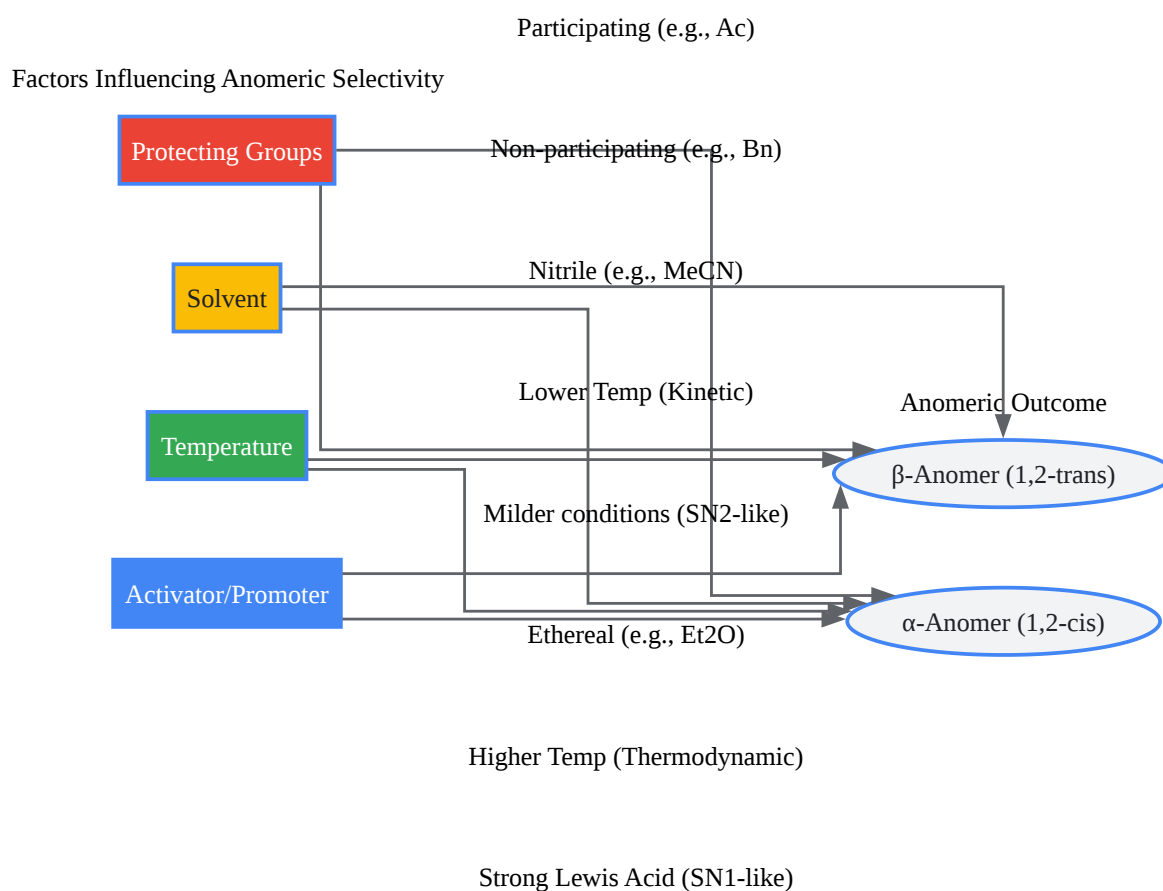 Participating (e.g., Ac)
Factors Influencing Anomeric Selectivity
Protecting Groups
Non-participating (e.g., Bn)
Nitrile (e.g., MeCN)
Solvent
Lower Temp (Kinetic)
Anomeric Outcome
Temperature
β-Anomer (1,2-trans)
Milder conditions (SN2-like)
Activator/Promoter
α-Anomer (1,2-cis)
Ethereal (e.g., Et2O)
Higher Temp (Thermodynamic)
Strong Lewis Acid (SN1-like)